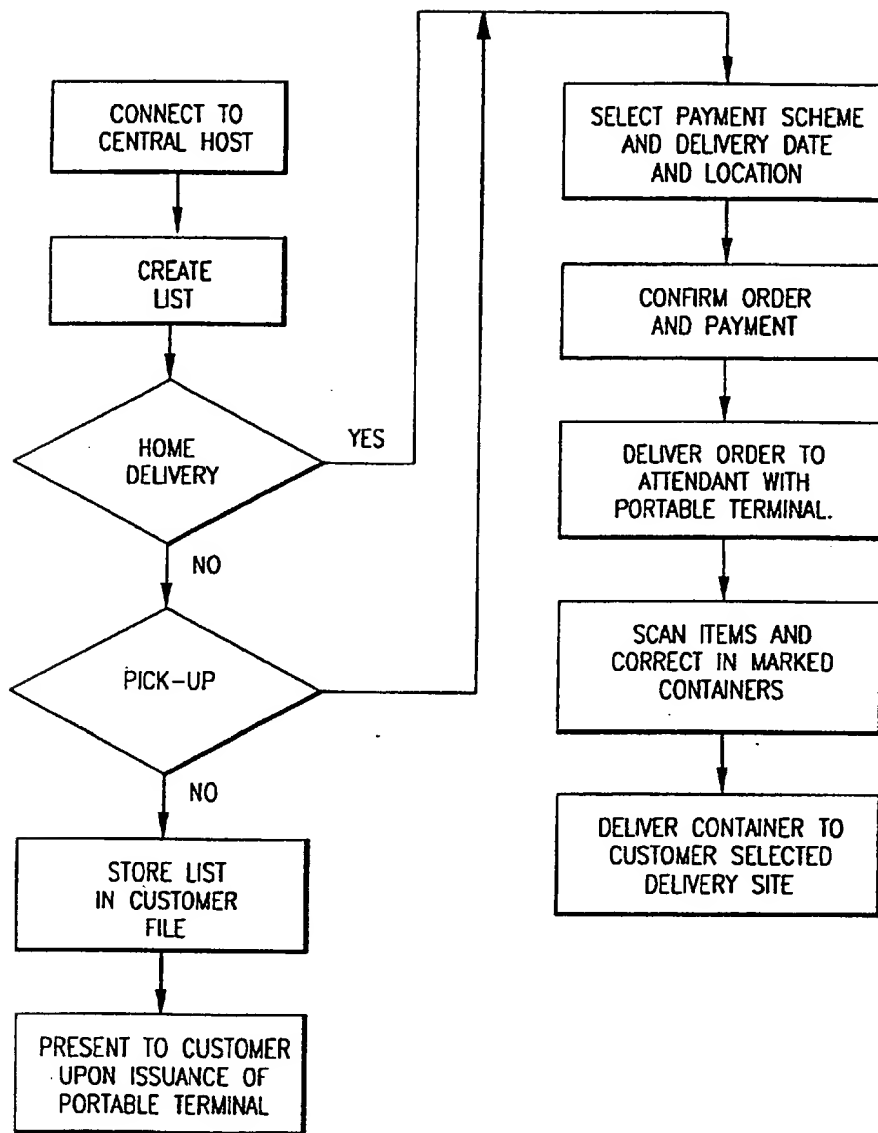 CONNECT TO
CENTRAL HOST
CREATE
LIST
HOME
DELIVERY
YES
NO
PICK-UP
NO
STORE LIST
IN CUSTOMER
FILE
PRESENT TO CUSTOMER
UPON ISSUANCE OF
PORTABLE TERMINAL
SELECT PAYMENT SCHEME
AND DELIVERY DATE
AND LOCATION
CONFIRM ORDER
AND PAYMENT
DELIVER ORDER TO
ATTENDANT WITH
PORTABLE TERMINAL.
SCAN ITEMS AND
CORRECT IN MARKED
CONTAINERS
DELIVER CONTAINER TO
CUSTOMER SELECTED
DELIVERY SITE